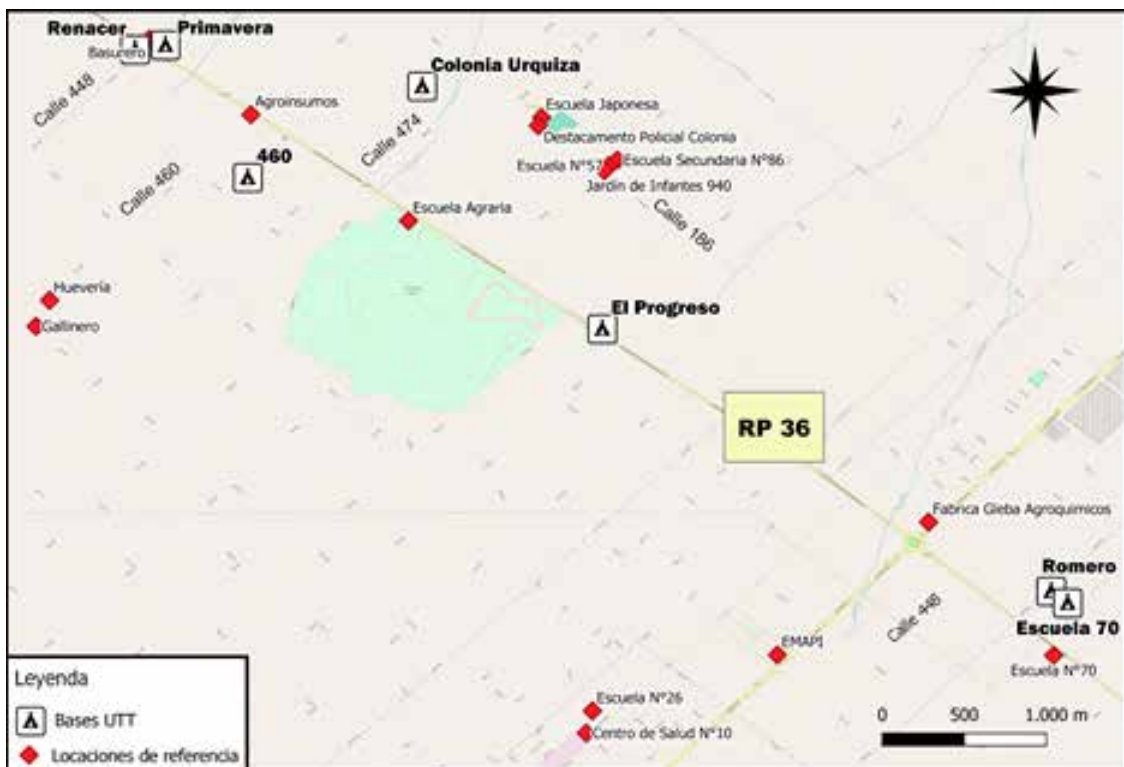 Renacer
Primavera
Basurero
Calle 448
Agroinsumos
Colonia Urquiza
Calle 474
Escuela Japonesa
Destacamento Policial Colonia
Escuela N°57
Escuela Secundaria N°86
Jardín de Infantes 940
460
Calle 460
Calle 186
Escuela Agraria
Huevería
Gallinero
El Progreso
RP 36
Fabrica Gleba Agroquimicos
Romero
Calle 448
Escuela 70
EMAPI
Escuela N°70
Escuela N°26
Centro de Salud N°10
Leyenda
Bases UTT
Locaciones de referencia
0 500 1.000 m